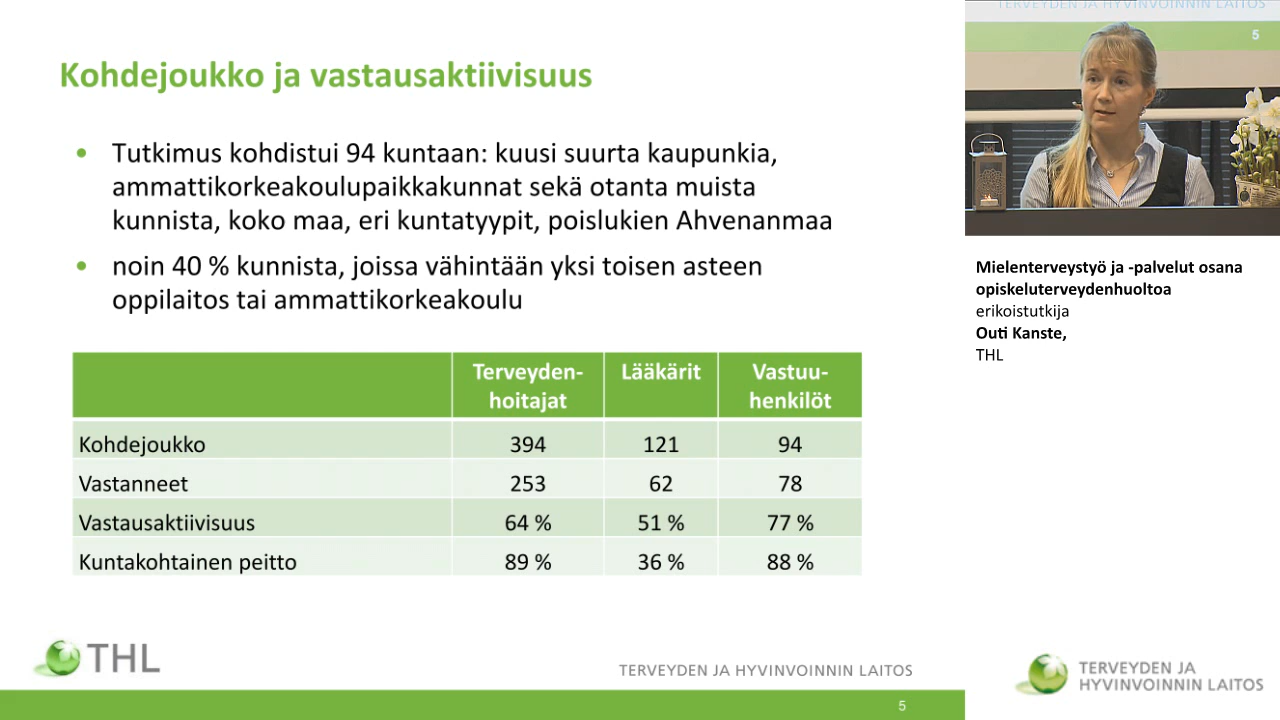 Kohdejoukko ja vastausaktiivisuus
• Tutkimus kohdistui 94 kuntaan: kuusi suurta kaupunkia,
ammattikorkeakoulupaikkakunnat sekä otanta muista
kunnista, koko maa, eri kuntatyypit, poislukien Ahvenanmaa
• noin 40 % kunnista, joissa vähintään yksi toisen asteen
oppilaitos tai ammattikorkeakoulu
Terveyden-
hoitajat
Lääkärit
Vastuu-
henkilöt
Kohdejoukko 394 121 94
Vastanneet 253 62 78
Vastausaktiivisuus 64 % 51 % 77 %
Kuntakohtainen peitto 89 % 36 % 88 %
THL
TERVEYDEN JA HYVINVOINNIN LAITOS
5
TERVEYDEN JA HYVINVOINNIN LAITOS
5
Mielenterveystyö ja -palvelut osana
opiskeluterveydenhuoltoa
erikoistutkija
Outi Kanste,
THL
TERVEYDEN JA
HYVINVOINNIN LAITOS